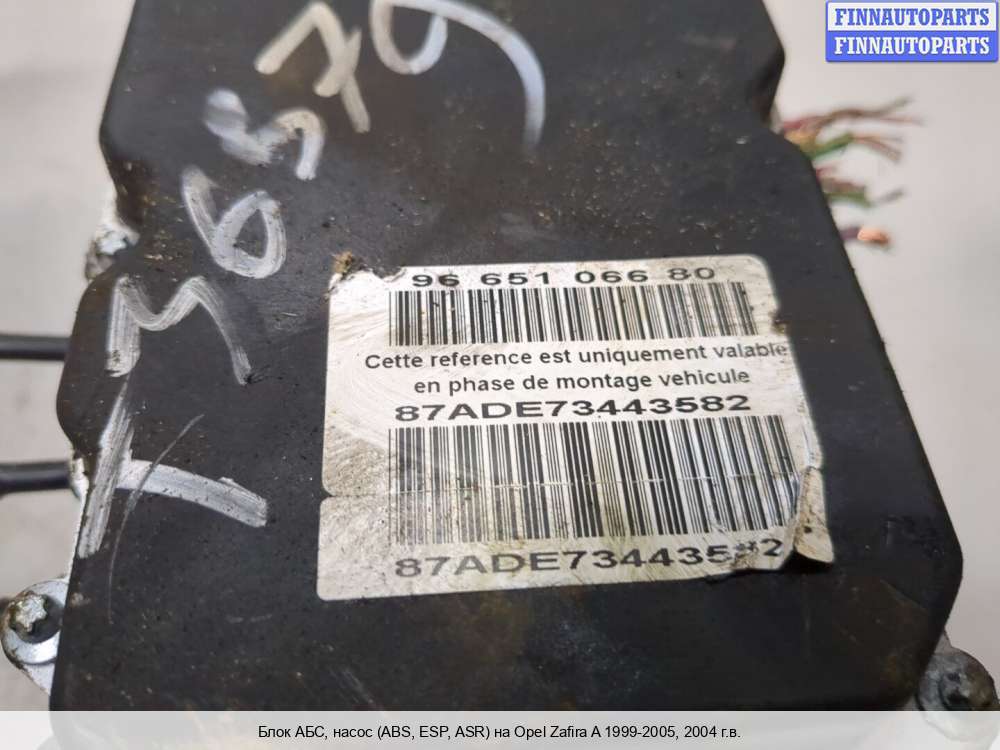 FINNAUTOPARTS
FINNAUTOPARTS
96 651 066 80
Cette reference est uniquement valable
en phase de montage vehicule
87ADE73443582
87ADE73443582
Блок АБС, насос (ABS, ESP, ASR) на Opel Zafira A 1999-2005, 2004 г.в.